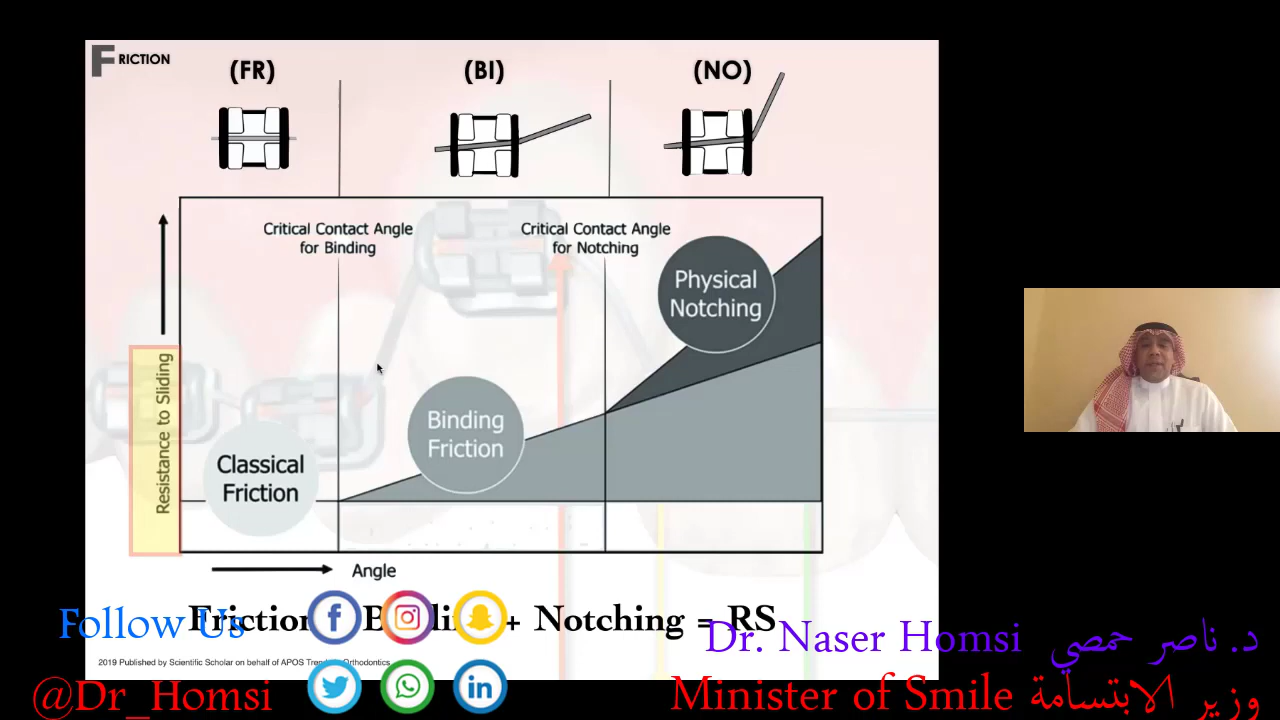 FRICTION
(FR)
(BI)
(NO)
Critical Contact Angle
for Binding
Critical Contact Angle
for Notching
Physical
Notching
Binding
Friction
Classical
Friction
Resistance to Sliding
Angle
Friction + Notching = RS
2019 Published by Scientific Scholar on behalf of APOS Trends Orthodontics
Follow Us
@Dr_Homsi
Dr. Naser Homsi د. ناصر حمصي
Minister of Smile وزير الابتسامة